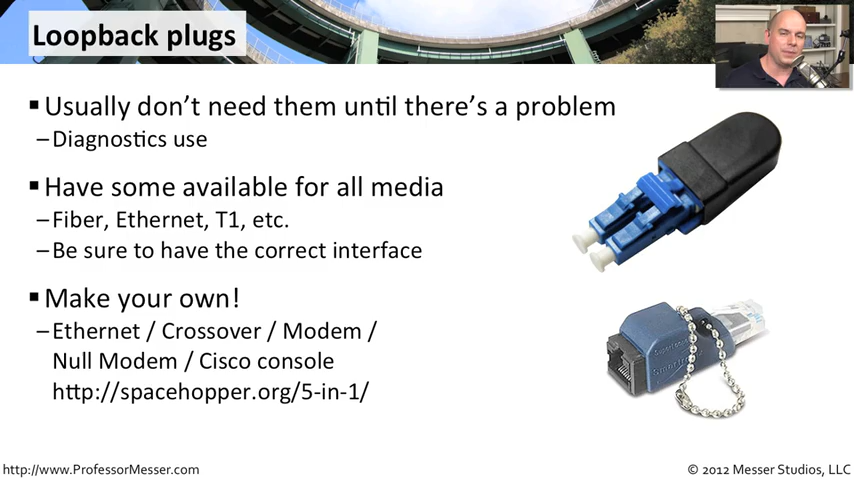 Loopback plugs
▪ Usually don't need them until there's a problem
–Diagnostics use
▪ Have some available for all media
–Fiber, Ethernet, T1, etc.
–Be sure to have the correct interface
▪ Make your own!
–Ethernet / Crossover / Modem /
Null Modem / Cisco console
http://spacehopper.org/5-in-1/
http://www.ProfessorMesser.com
© 2012 Messer Studios, LLC